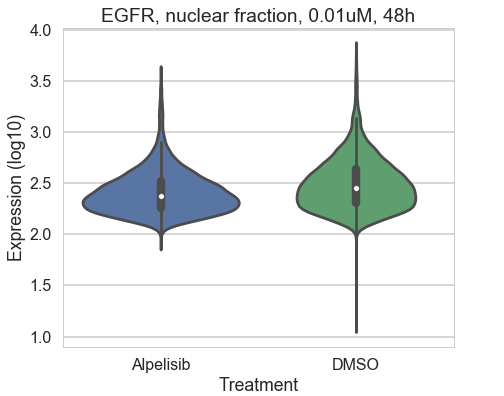 EGFR, nuclear fraction, 0.01uM, 48h
4.0
3.5
3.0
2.5
2.0
1.5
1.0
Expression (log10)
Alpelisib DMSO
Treatment